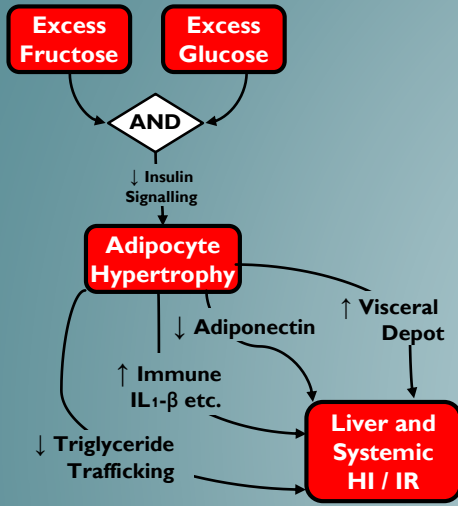 Excess
Fructose
Excess
Glucose
AND
↓ Insulin
Signalling
Adipocyte
Hypertrophy
↑ Visceral
Depot
↓ Adiponectin
↑ Immune
IL₁-β etc.
↓ Triglyceride
Trafficking
Liver and
Systemic
HI / IR